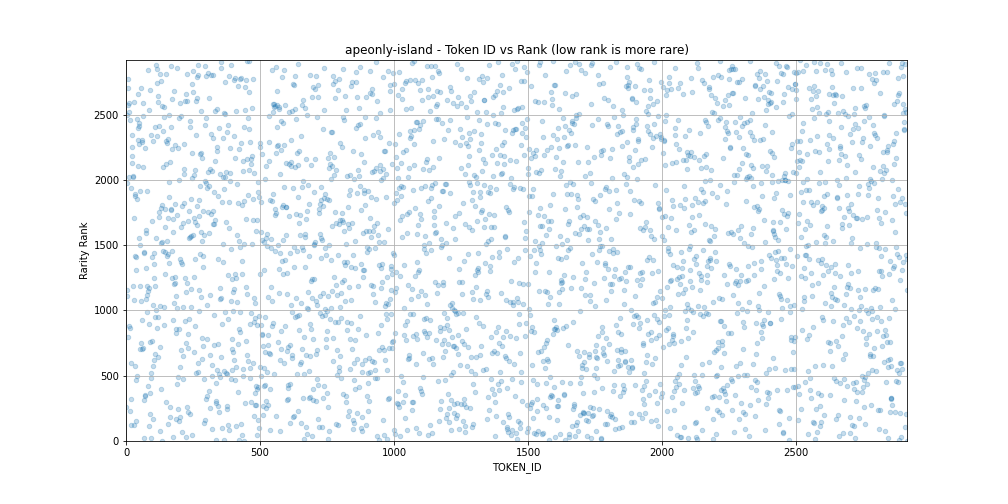 apeonly-island - Token ID vs Rank (low rank is more rare)
Rarity Rank
2500
2000
1500
1000
500
0
0 500 1000 1500 2000 2500
TOKEN_ID